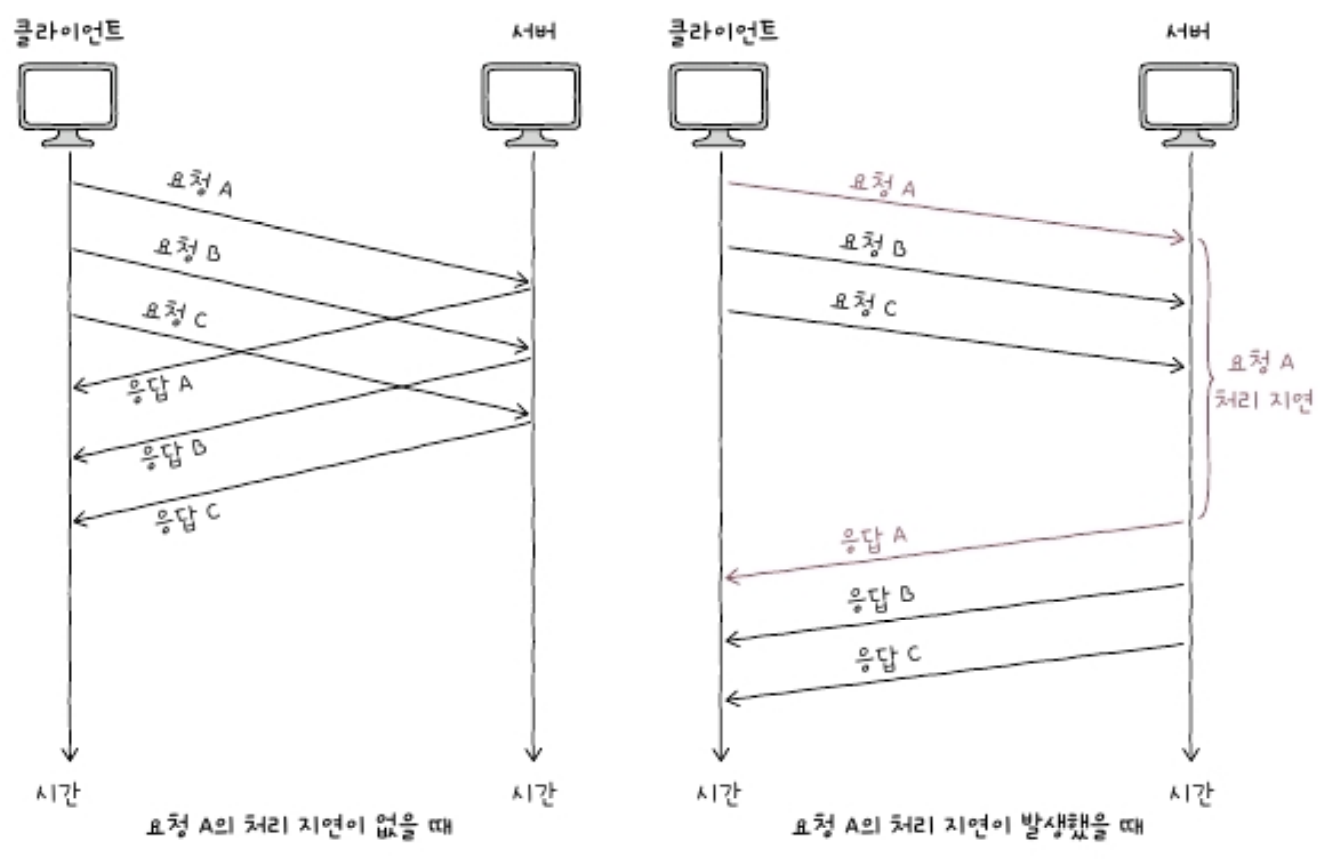 클라이언트
서버
요청 A
요청 B
요청 C
응답 A
응답 B
응답 C
시간
시간
요청 A의 처리 지연이 없을 때
클라이언트
서버
요청 A
요청 B
요청 C
요청 A
처리 지연
응답 A
응답 B
응답 C
시간
시간
요청 A의 처리 지연이 발생했을 때